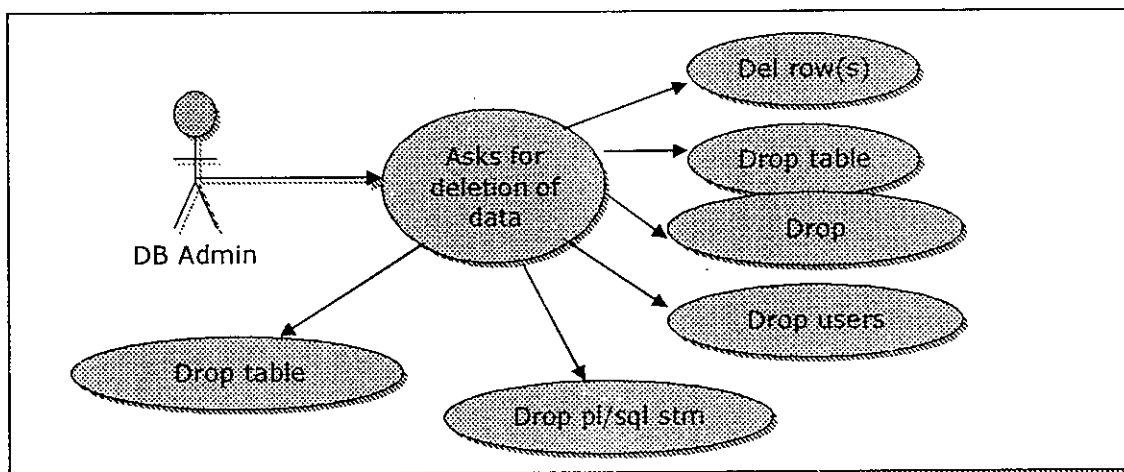 Del row(s)
Asks for
deletion of
data
Drop table
Drop
DB Admin
Drop users
Drop table
Drop pl/sql stm